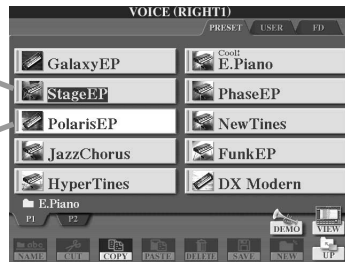 VOICE (RIGHT1)
PRESET USER FD
GalaxyEP
Cool!
E.Piano
StageEP
PhaseEP
PolarisEP
NewTines
JazzChorus
FunkEP
HyperTines
DX Modern
E.Piano
P1 P2
DEMO VIEW
abc
NAME CUT COPY PASTE DELETE SAVE NEW UP